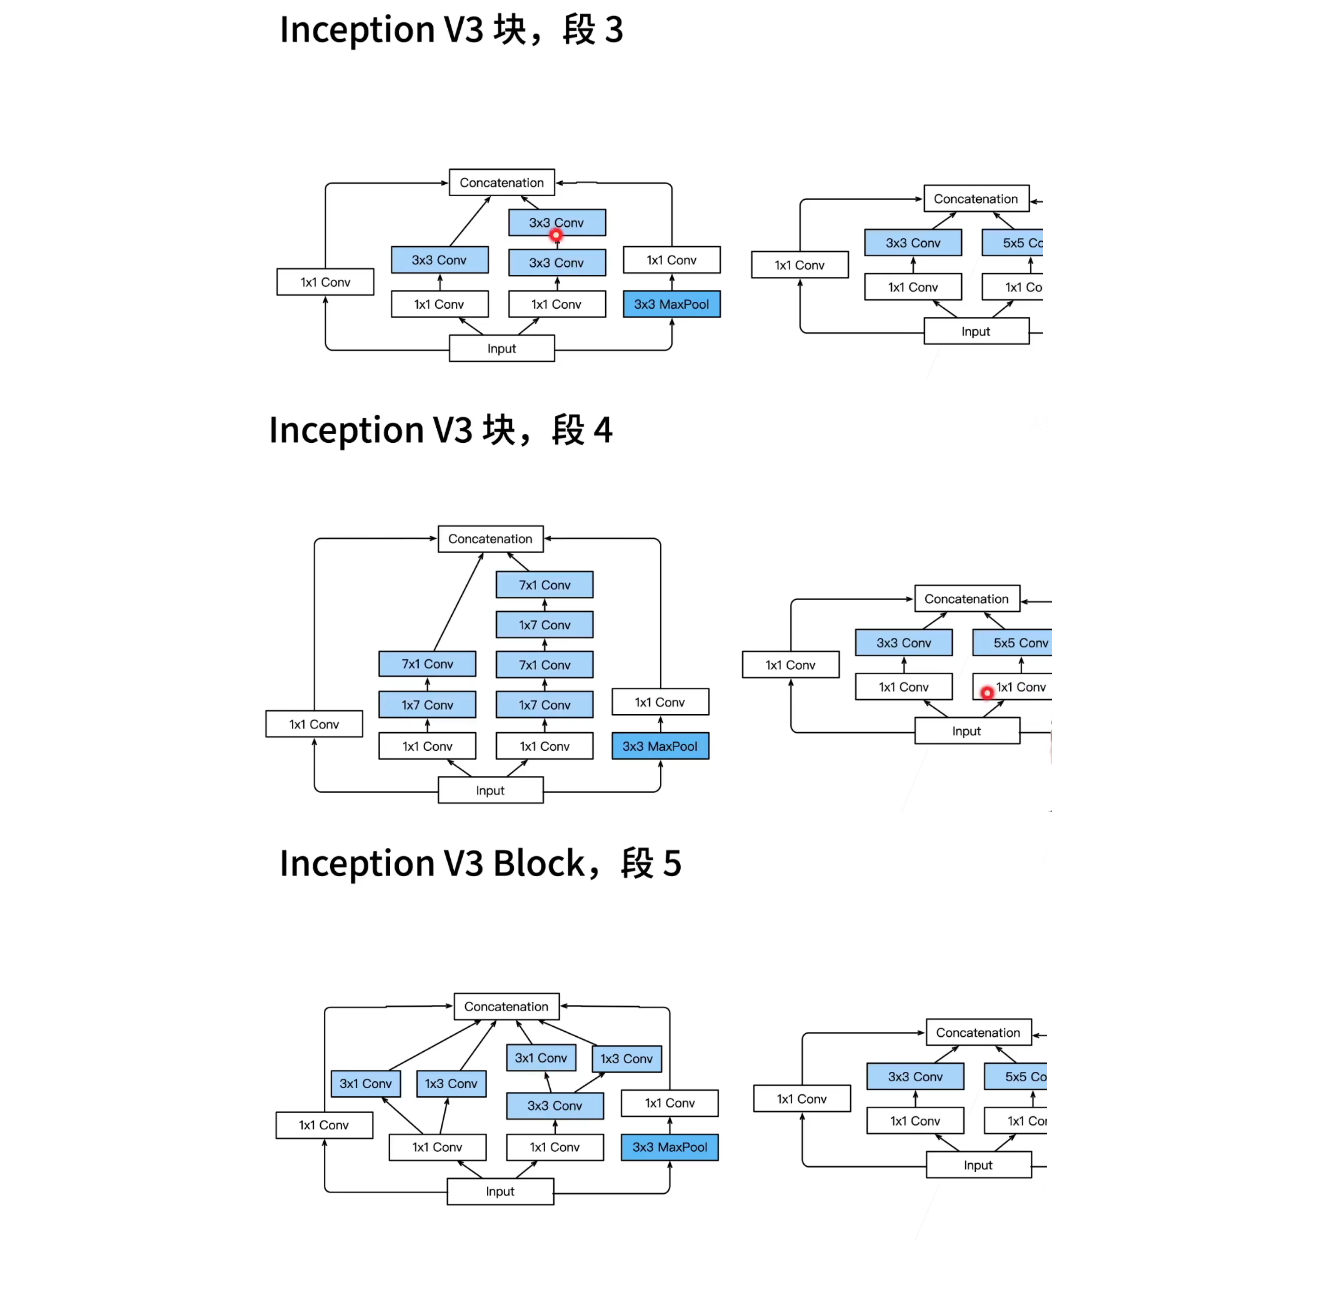 Inception V3 块，段 3
Concatenation
3x3 Conv
3x3 Conv
3x3 Conv
1x1 Conv
1x1 Conv
1x1 Conv
1x1 Conv
3x3 MaxPool
Input
Concatenation
3x3 Conv
5x5 Co
1x1 Conv
1x1 Conv
1x1 Co
Input
Inception V3 块，段 4
Concatenation
7x1 Conv
1x7 Conv
7x1 Conv
7x1 Conv
1x7 Conv
1x7 Conv
1x1 Conv
1x1 Conv
1x1 Conv
1x1 Conv
3x3 MaxPool
Input
Concatenation
3x3 Conv
5x5 Conv
1x1 Conv
1x1 Conv
1x1 Conv
Input
Inception V3 Block，段 5
Concatenation
3x1 Conv
1x3 Conv
3x1 Conv
1x3 Conv
3x3 Conv
1x1 Conv
1x1 Conv
1x1 Conv
1x1 Conv
3x3 MaxPool
Input
Concatenation
3x3 Conv
5x5 Co
1x1 Conv
1x1 Conv
1x1 Cor
Input